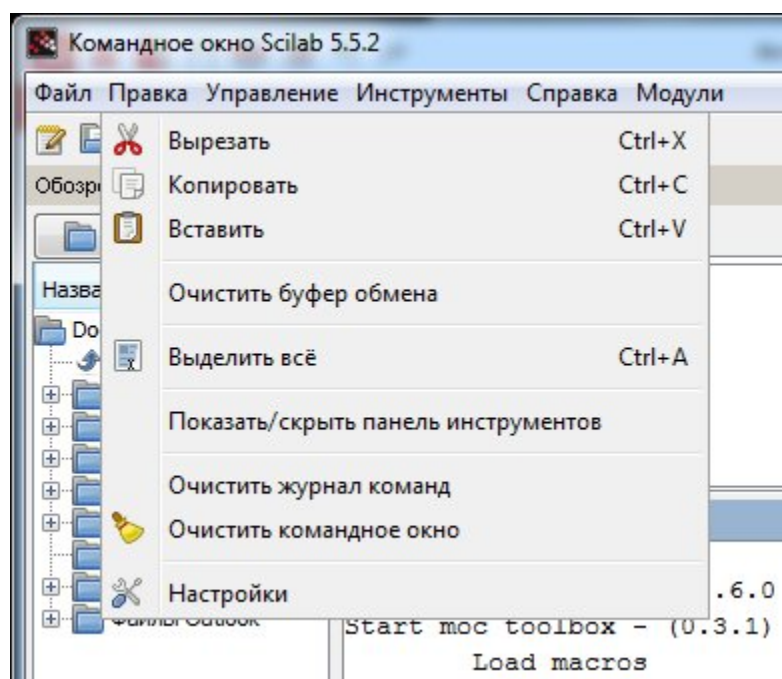 Командное окно Scilab 5.5.2
Файл Правка Управление Инструменты Справка Модули
Вырезать Ctrl+X
Копировать Ctrl+C
Вставить Ctrl+V
Очистить буфер обмена
Выделить всё Ctrl+A
Показать/скрыть панель инструментов
Очистить журнал команд
Очистить командное окно
Настройки
.6.0
Start moc toolbox - (0.3.1)
Load macros